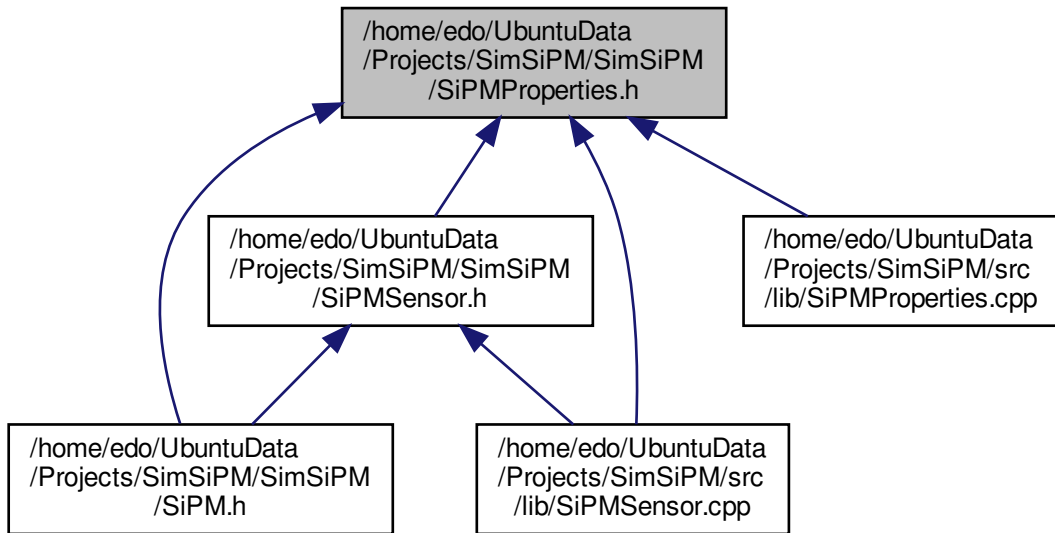 /home/edo/UbuntuData
/Projects/SimSiPM/SimSiPM
/SiPMProperties.h
/home/edo/UbuntuData
/Projects/SimSiPM/SimSiPM
/SiPMSensor.h
/home/edo/UbuntuData
/Projects/SimSiPM/src
/lib/SiPMProperties.cpp
/home/edo/UbuntuData
/Projects/SimSiPM/SimSiPM
/SiPM.h
/home/edo/UbuntuData
/Projects/SimSiPM/src
/lib/SiPMSensor.cpp